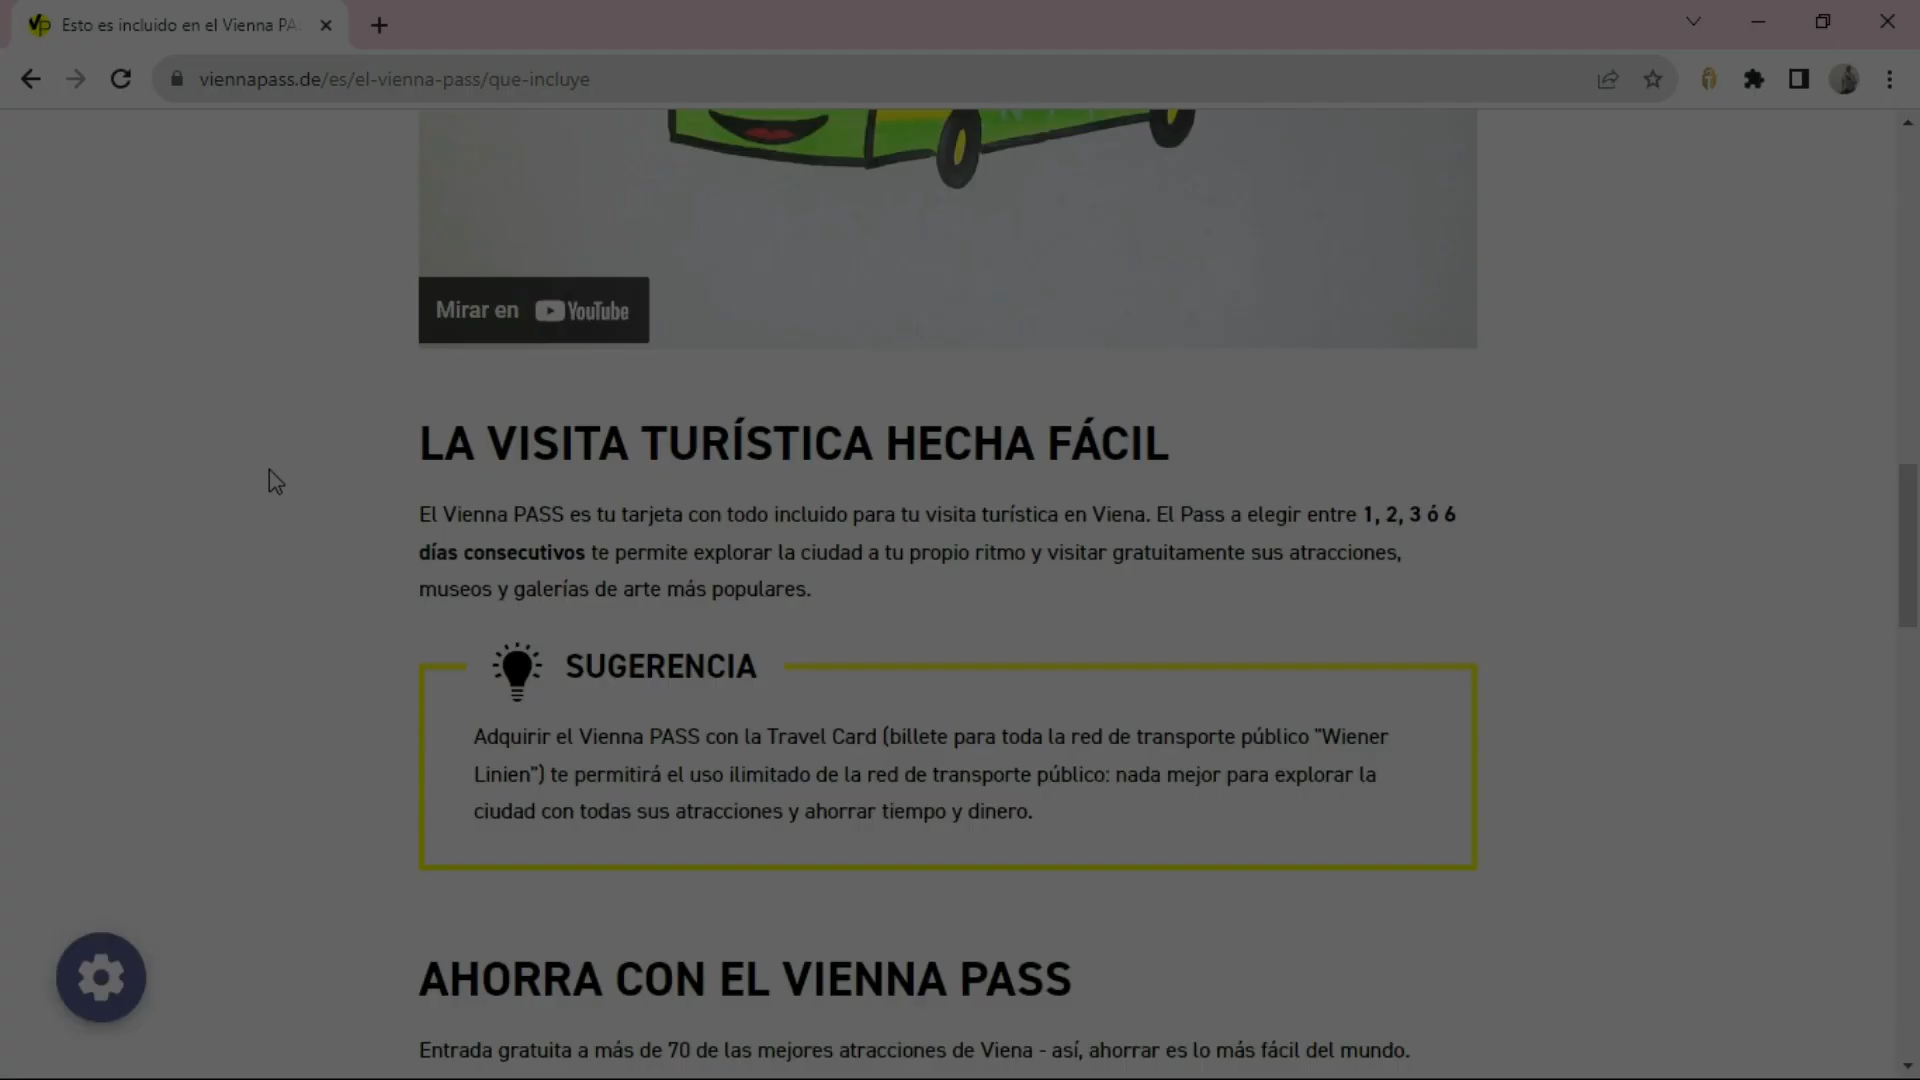 Esto es incluido en el Vienna PA
viennapass.de/es/el-vienna-pass/que-incluye
Mirar en YouTube
LA VISITA TURÍSTICA HECHA FÁCIL
El Vienna PASS es tu tarjeta con todo incluido para tu visita turística en Viena. El Pass a elegir entre 1, 2, 3 ó 6
días consecutivos te permite explorar la ciudad a tu propio ritmo y visitar gratuitamente sus atracciones,
museos y galerías de arte más populares.
SUGERENCIA
Adquirir el Vienna PASS con la Travel Card (billete para toda la red de transporte público "Wiener
Linien") te permitirá el uso ilimitado de la red de transporte público: nada mejor para explorar la
ciudad con todas sus atracciones y ahorrar tiempo y dinero.
AHORRA CON EL VIENNA PASS
Entrada gratuita a más de 70 de las mejores atracciones de Viena - así, ahorrar es lo más fácil del mundo.